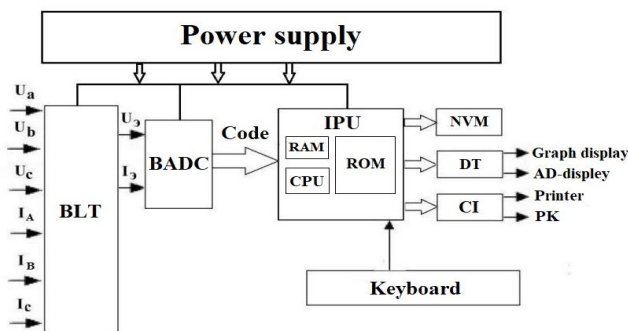 Power supply
Ua
Ub
Uc
IA
IB
Ic
BLT
Uэ
Iэ
BADC
Code
IPU
RAM
CPU
ROM
NVM
DT
CI
Graph display
AD-displey
Printer
PK
Keyboard